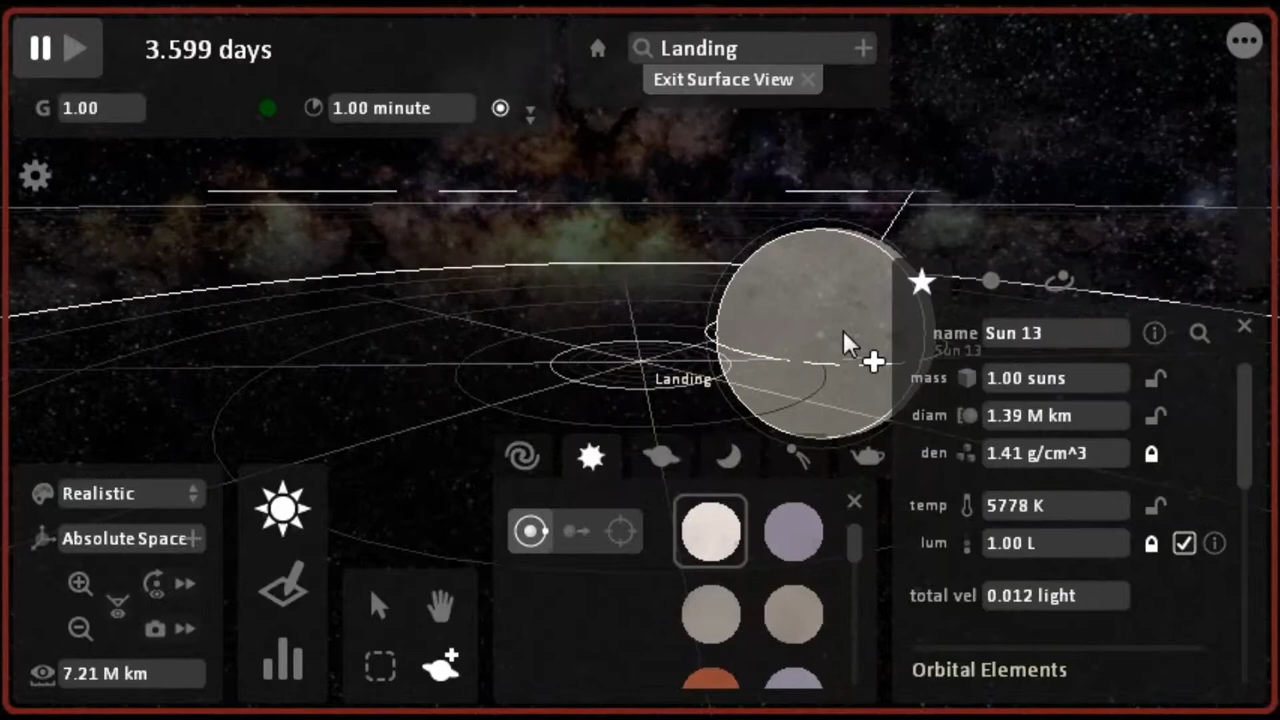 3.599 days
Landing
Exit Surface View
G 1.00
1.00 minute
name Sun 13
Sun 13
Landing
mass 1.00 suns
diam 1.39 M km
den 1.41 g/cm^3
Realistic
temp 5778 K
Absolute Space
lum 1.00 L
total vel 0.012 light
7.21 M km
Orbital Elements